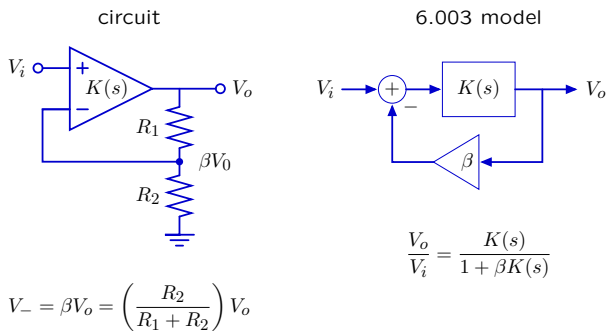 circuit
V_i
+
−
K(s)
V_o
R_1
βV_0
R_2
V_− = βV_o = (R_2 / (R_1 + R_2)) V_o
6.003 model
V_i
+
−
K(s)
V_o
β
V_o / V_i = K(s) / (1 + βK(s))